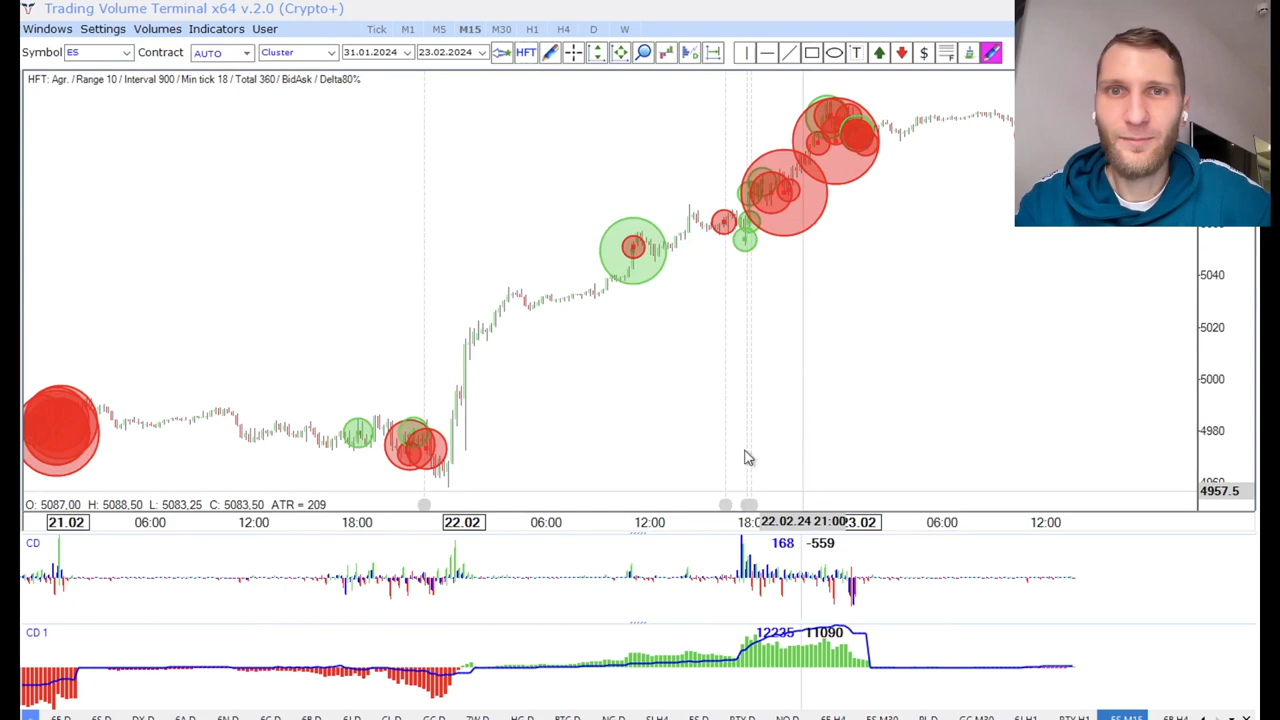 Trading Volume Terminal x64 v.2.0 (Crypto+)
Windows Settings Volumes Indicators User Tick M1 M5 M15 M30 H1 H4 D W
Symbol ES Contract AUTO Cluster 31.01.2024 23.02.2024 HFT T $
HFT: Agr. / Range 10 / Interval 900 / Min tick 18 / Total 360 / BidAsk / Delta80%
5040
5020
5000
4980
4957.5
O: 5087,00 H: 5088,50 L: 5083,25 C: 5083,50 ATR = 209
21.02 06:00 12:00 18:00 22.02 06:00 12:00 22.02.24 21:00 06:00 12:00
CD 168 -559
CD 1 12235 11090